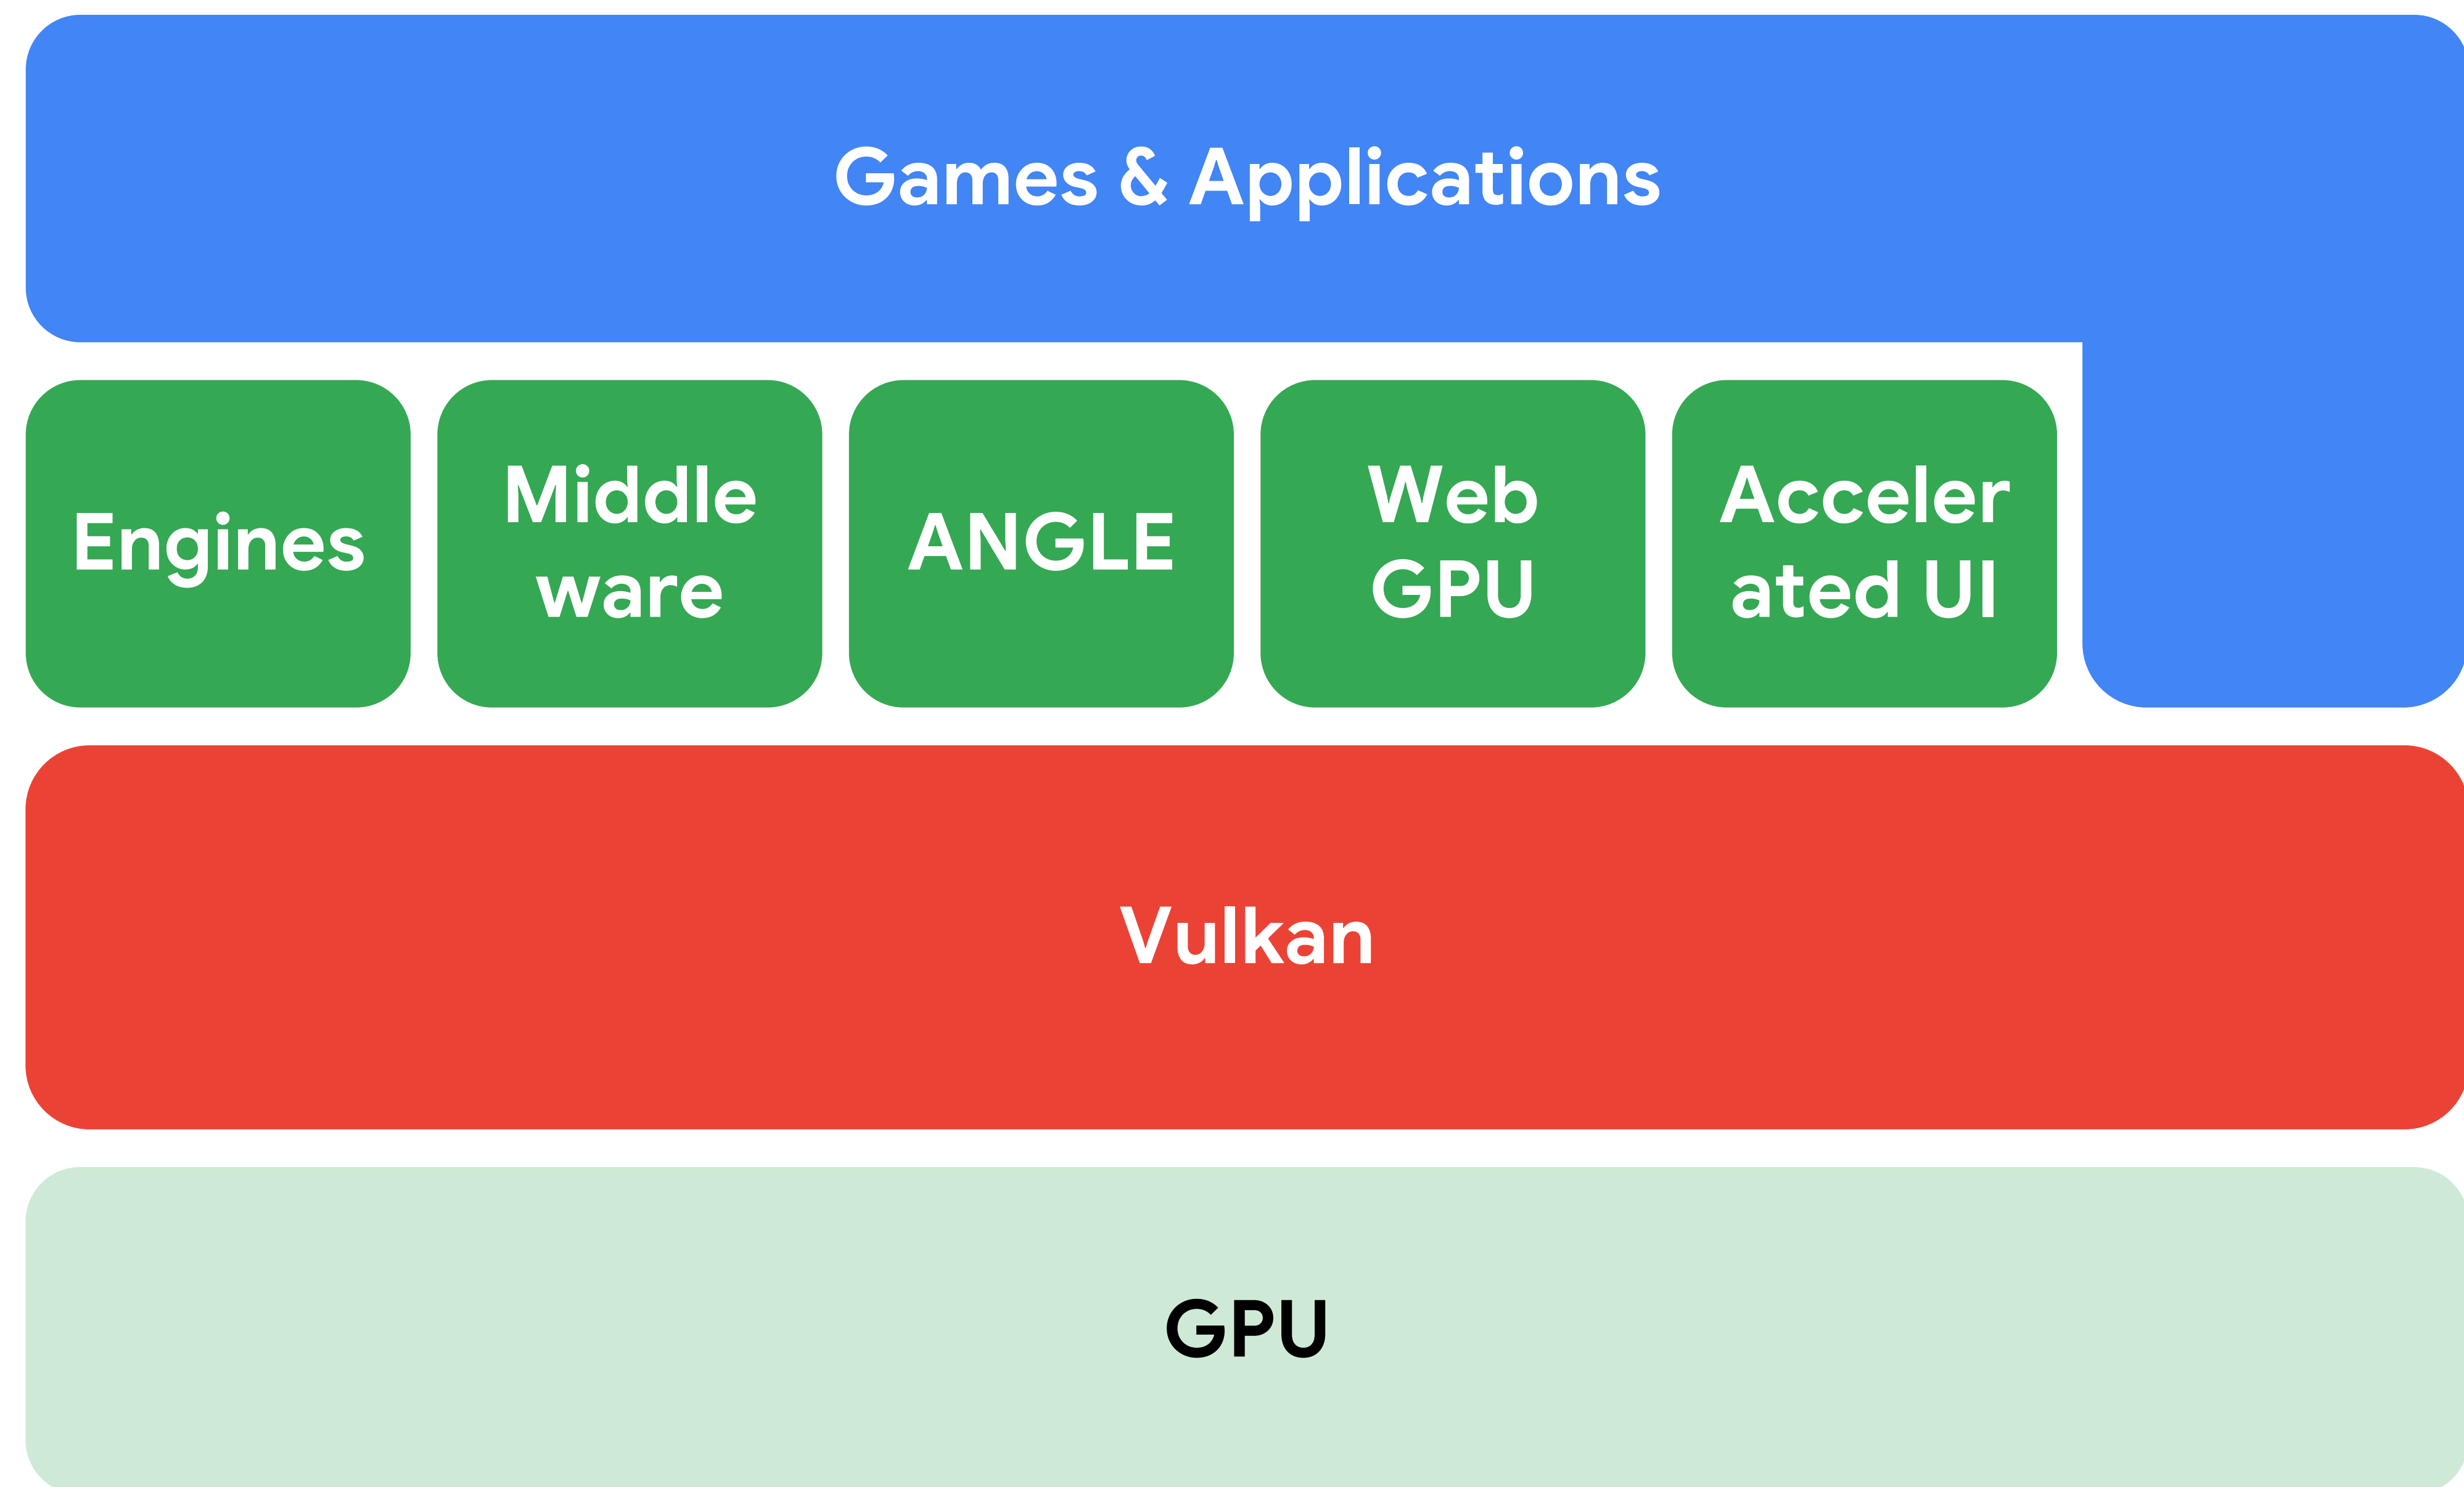 Games & Applications
Engines
Middle
ware
ANGLE
Web
GPU
Acceler
ated UI
Vulkan
GPU